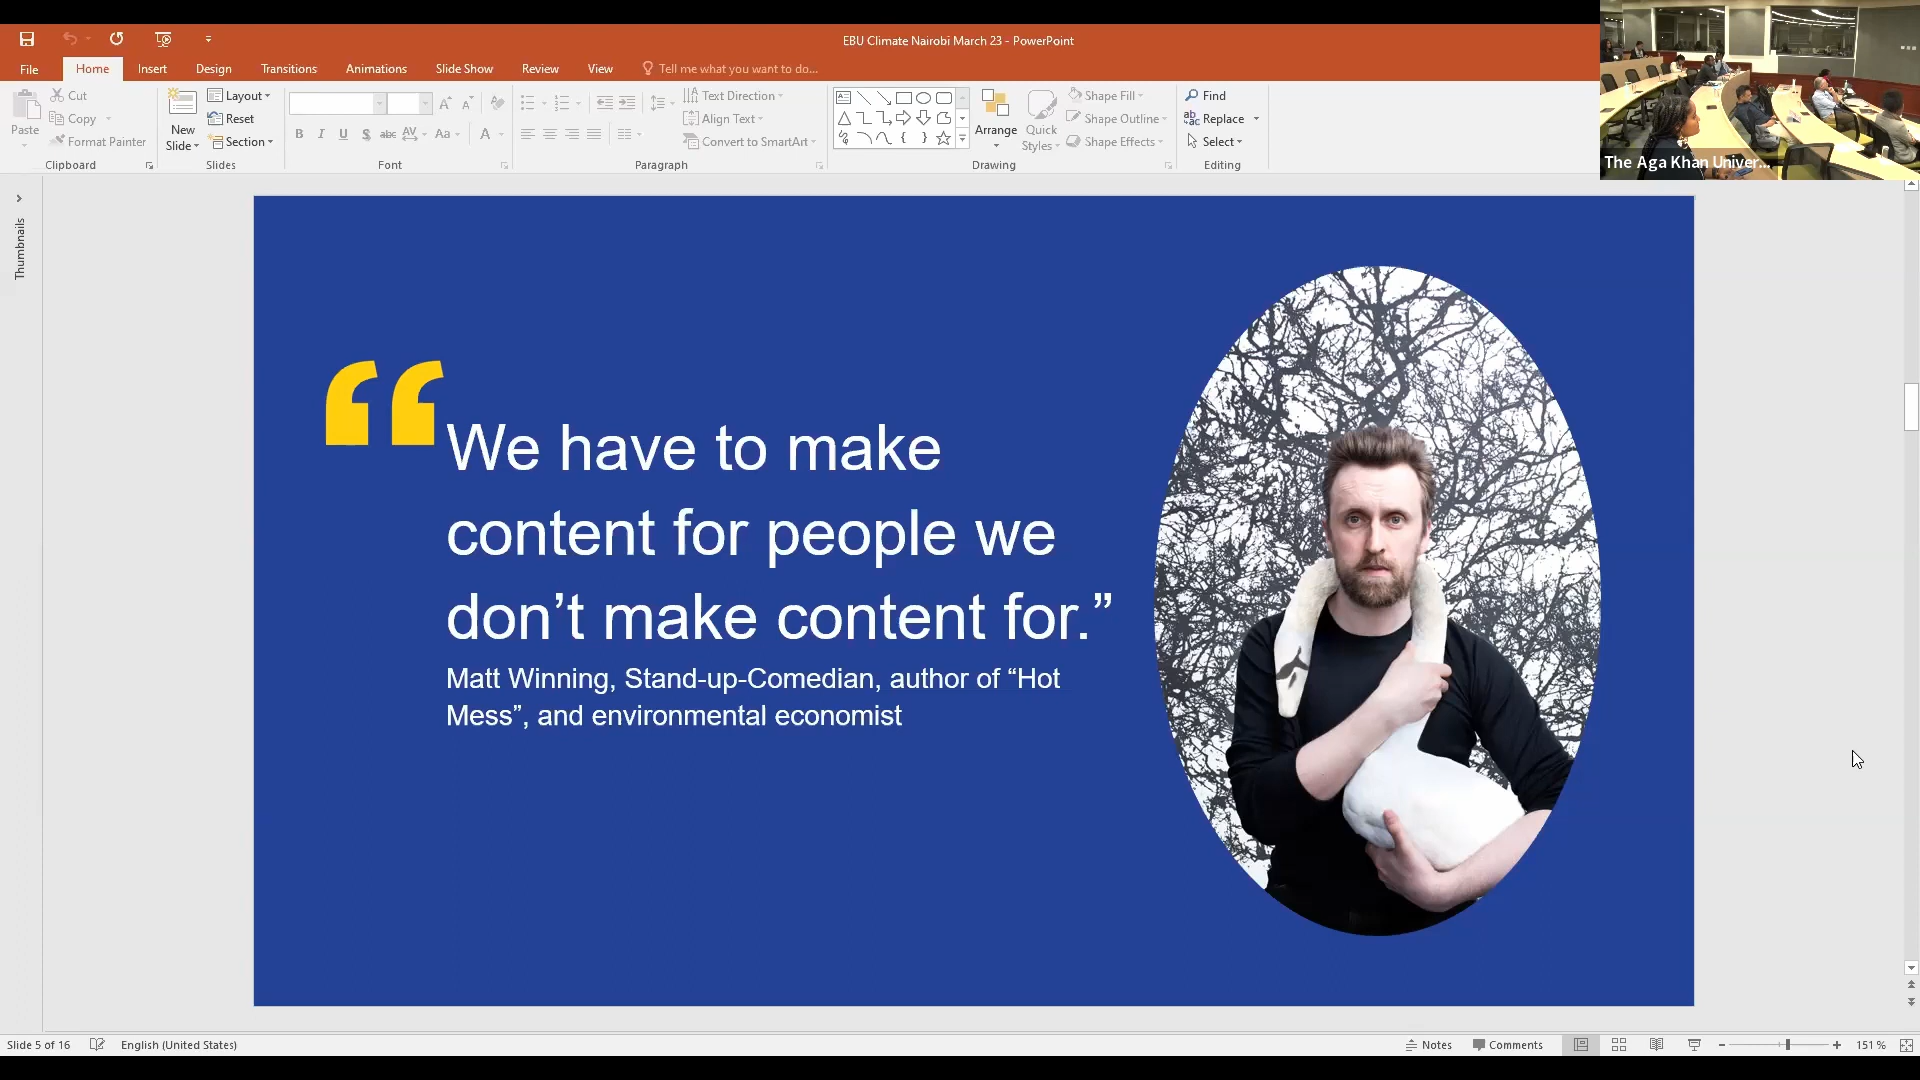 EBU Climate Nairobi March 23 - PowerPoint
File
Home
Insert
Design
Transitions
Animations
Slide Show
Review
View
Tell me what you want to do...
Paste
Cut
Copy
Format Painter
Clipboard
New
Slide
Layout
Reset
Section
Slides
B I U S abc AV Aa A
Font
Text Direction
Align Text
Convert to SmartArt
Paragraph
Arrange
Quick
Styles
Shape Fill
Shape Outline
Shape Effects
Drawing
Find
Replace
Select
Editing
The Aga Khan Univer...
Thumbnails
“We have to make
content for people we
don’t make content for.”
Matt Winning, Stand-up-Comedian, author of “Hot
Mess”, and environmental economist
Slide 5 of 16
English (United States)
Notes
Comments
151 %